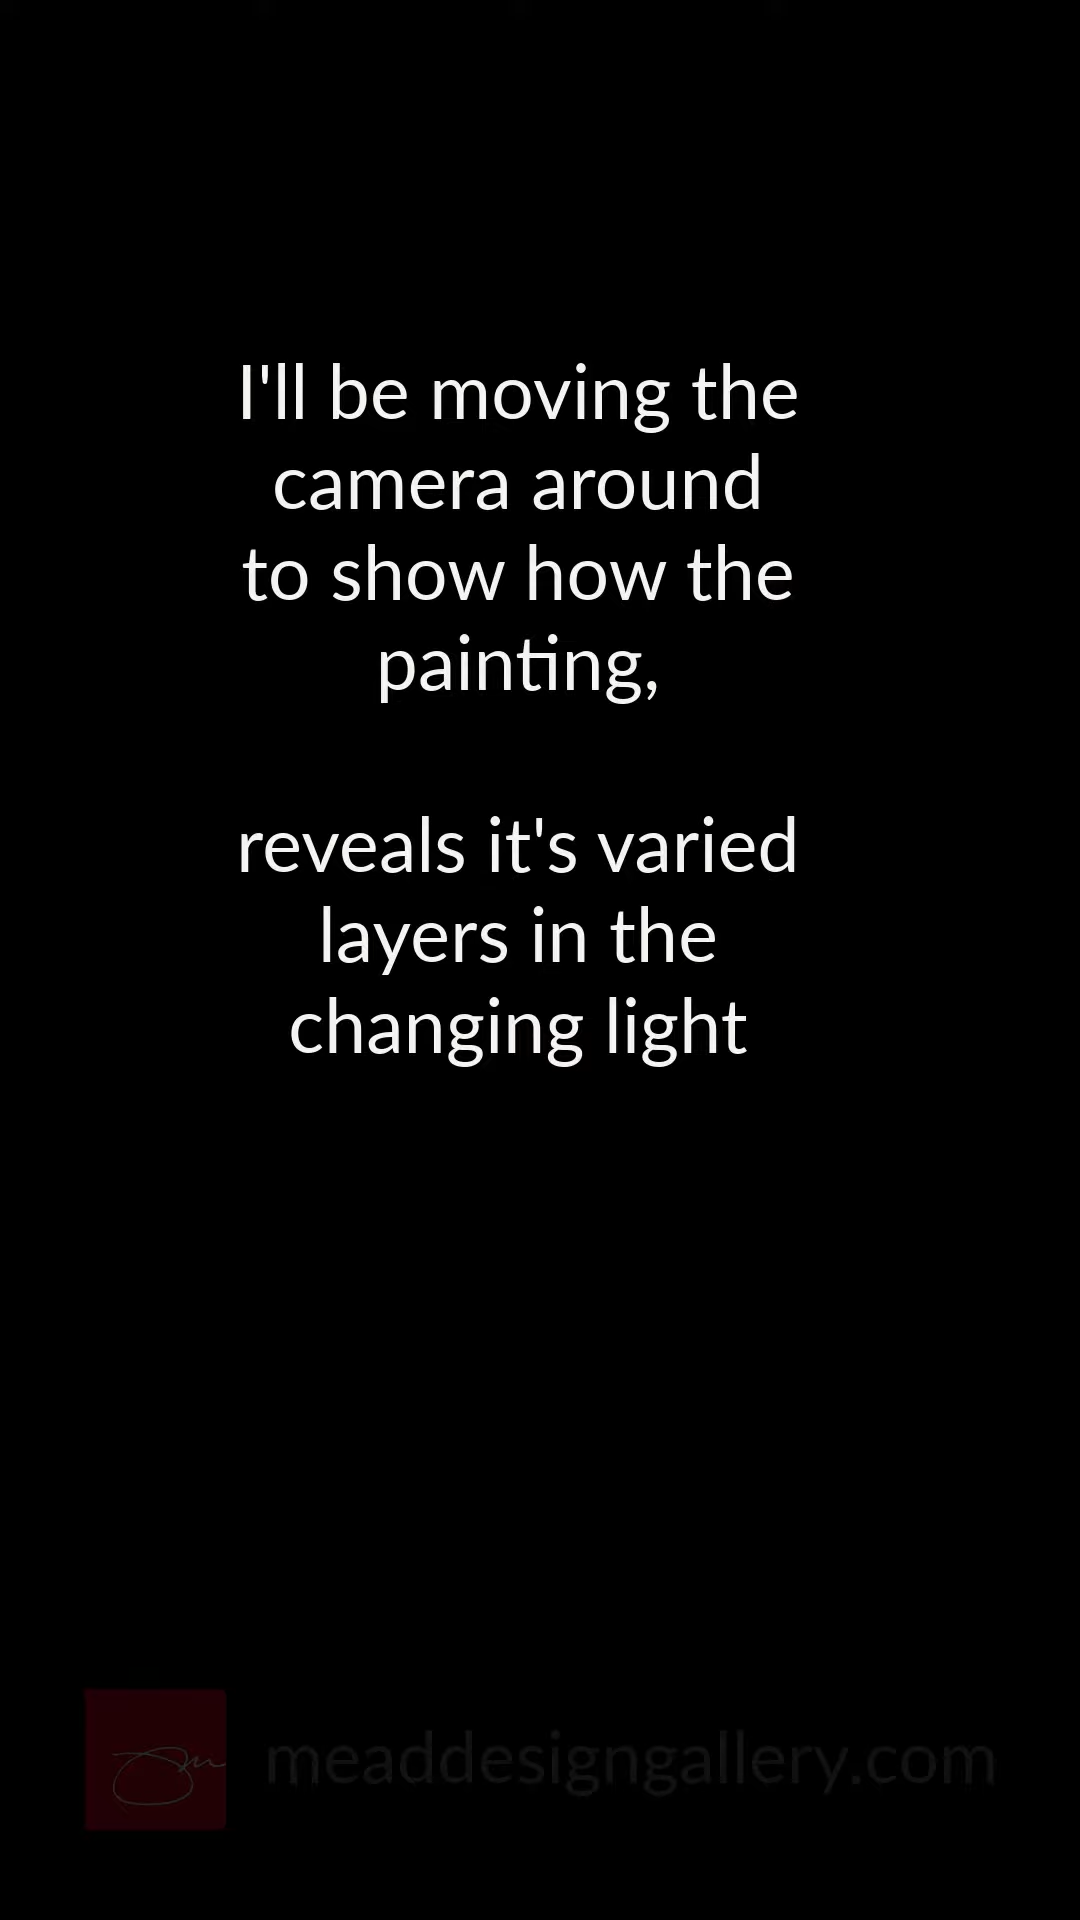 I'll be moving the
camera around
to show how the
painting,
reveals it's varied
layers in the
changing light
meaddesigngallery.com